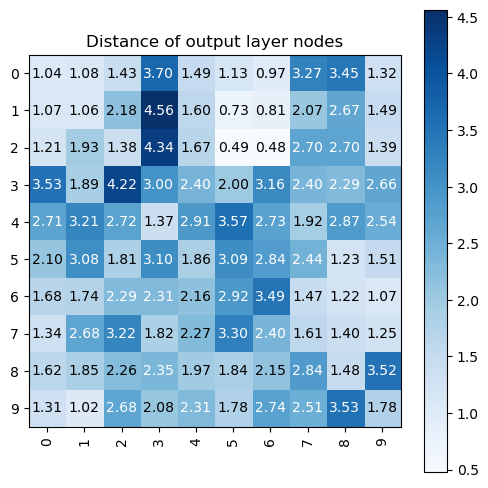 Distance of output layer nodes
0 1.04 1.08 1.43 3.70 1.49 1.13 0.97 3.27 3.45 1.32
1 1.07 1.06 2.18 4.56 1.60 0.73 0.81 2.07 2.67 1.49
2 1.21 1.93 1.38 4.34 1.67 0.49 0.48 2.70 2.70 1.39
3 3.53 1.89 4.22 3.00 2.40 2.00 3.16 2.40 2.29 2.66
4 2.71 3.21 2.72 1.37 2.91 3.57 2.73 1.92 2.87 2.54
5 2.10 3.08 1.81 3.10 1.86 3.09 2.84 2.44 1.23 1.51
6 1.68 1.74 2.29 2.31 2.16 2.92 3.49 1.47 1.22 1.07
7 1.34 2.68 3.22 1.82 2.27 3.30 2.40 1.61 1.40 1.25
8 1.62 1.85 2.26 2.35 1.97 1.84 2.15 2.84 1.48 3.52
9 1.31 1.02 2.68 2.08 2.31 1.78 2.74 2.51 3.53 1.78
0 1 2 3 4 5 6 7 8 9
4.5
4.0
3.5
3.0
2.5
2.0
1.5
1.0
0.5